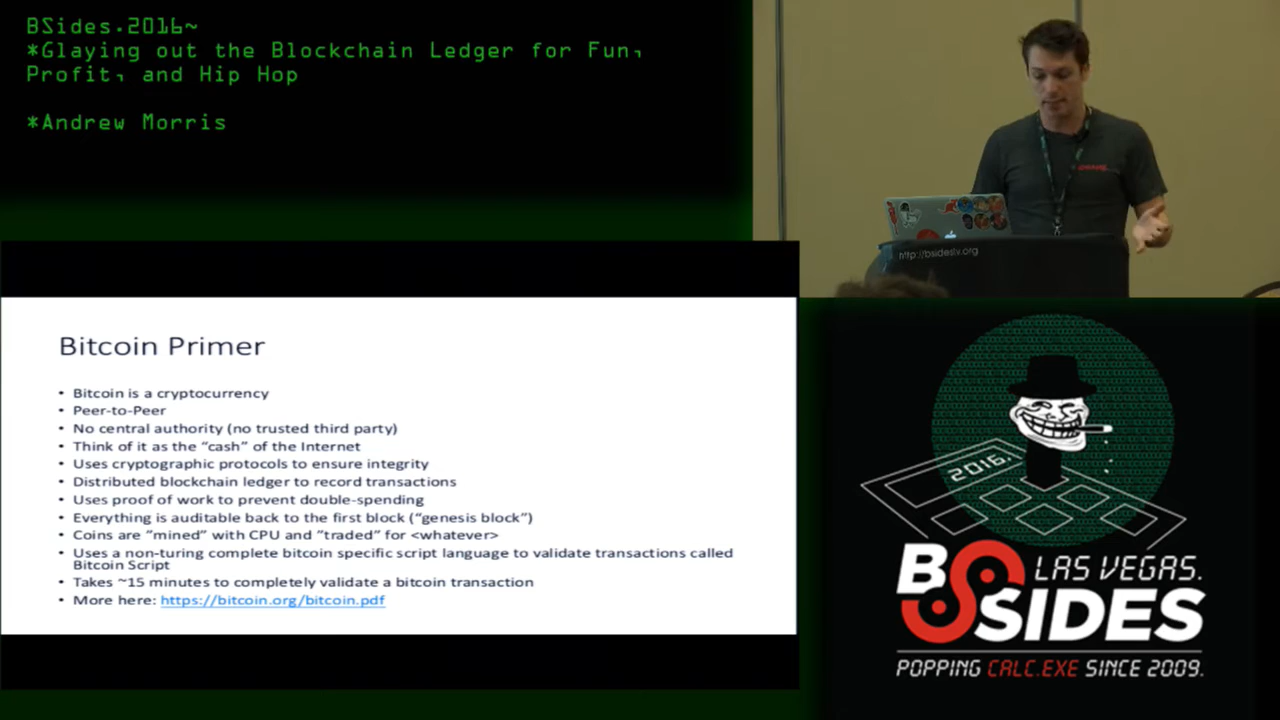 BSides.2016~
*Glaying out the Blockchain Ledger for Fun,
Profit, and Hip Hop
*Andrew Morris
http://bsideslv.org
Bitcoin Primer
• Bitcoin is a cryptocurrency
• Peer-to-Peer
• No central authority (no trusted third party)
• Think of it as the “cash” of the Internet
• Uses cryptographic protocols to ensure integrity
• Distributed blockchain ledger to record transactions
• Uses proof of work to prevent double-spending
• Everything is auditable back to the first block (“genesis block”)
• Coins are ”mined” with CPU and ”traded” for <whatever>
• Uses a non-turing complete bitcoin specific script language to validate transactions called
Bitcoin Script
• Takes ~15 minutes to completely validate a bitcoin transaction
• More here: https://bitcoin.org/bitcoin.pdf
2016.
BSIDES
LAS VEGAS.
POPPING CALC.EXE SINCE 2009.